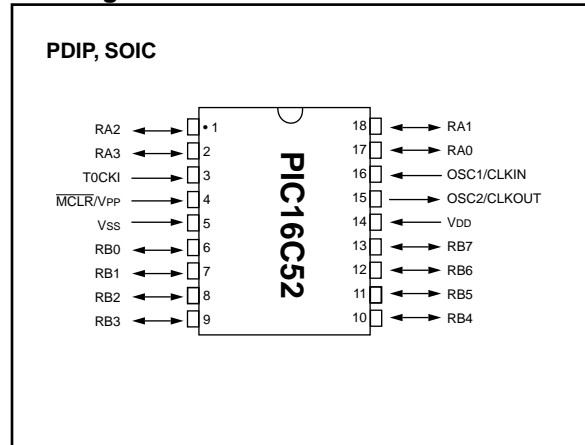 PDIP, SOIC
RA2 1 18 RA1
RA3 2 17 RA0
T0CKI 3 16 OSC1/CLKIN
MCLR/VPP 4 15 OSC2/CLKOUT
VSS 5 14 VDD
RB0 6 13 RB7
RB1 7 12 RB6
RB2 8 11 RB5
RB3 9 10 RB4
PIC16C52